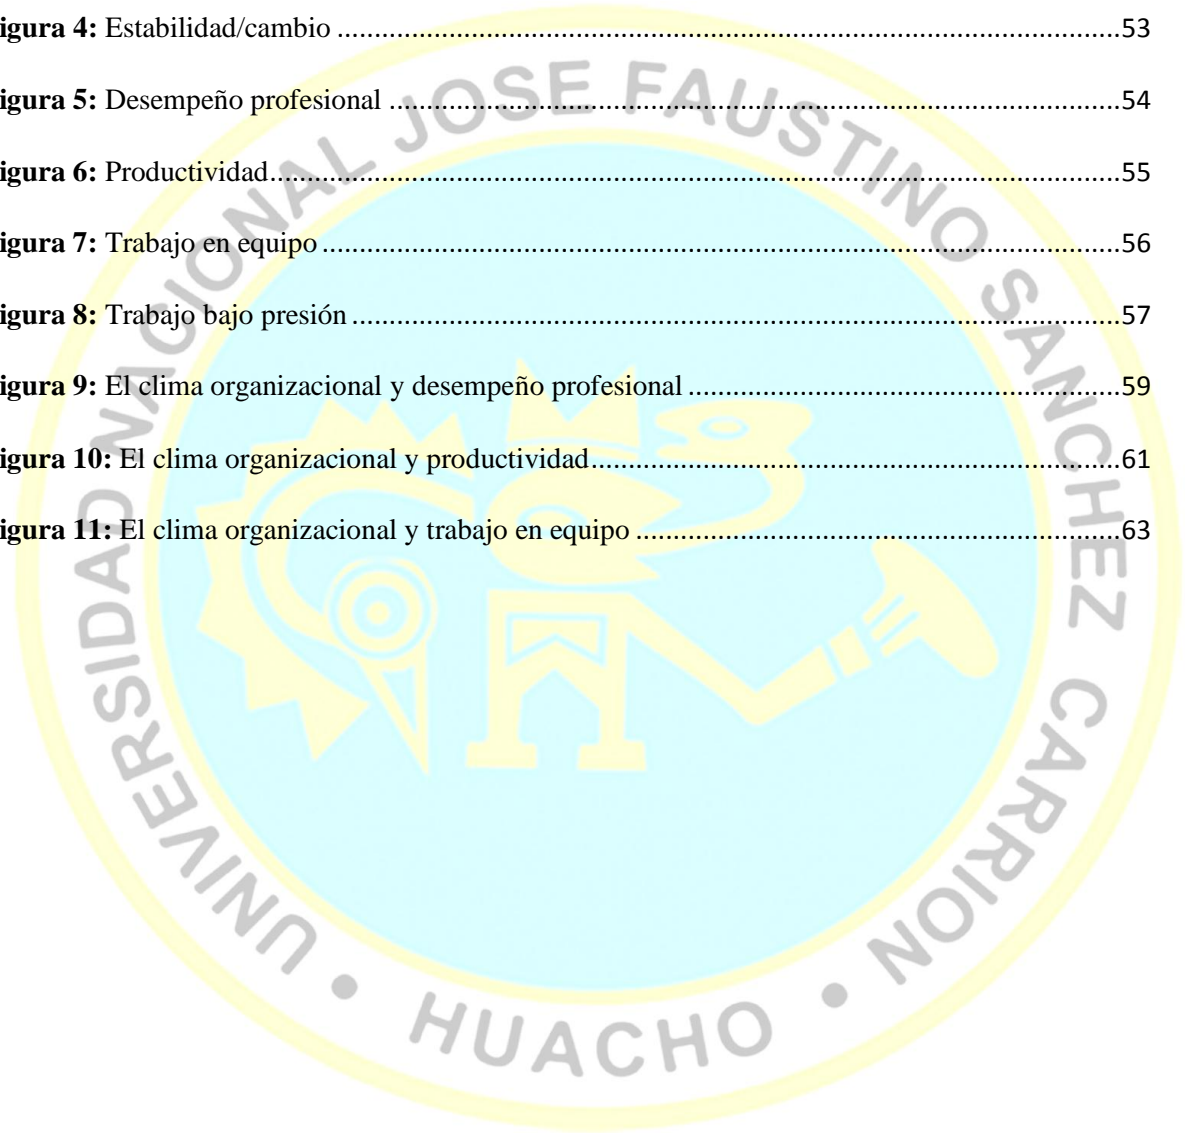 igura 4: Estabilidad/cambio ........................................ 53
igura 5: Desempeño profesional ........................................ 54
igura 6: Productividad ........................................ 55
igura 7: Trabajo en equipo ........................................ 56
igura 8: Trabajo bajo presión ........................................ 57
igura 9: El clima organizacional y desempeño profesional ........................................ 59
igura 10: El clima organizacional y productividad ........................................ 61
igura 11: El clima organizacional y trabajo en equipo ........................................ 63
UNIVERSIDAD NACIONAL JOSE FAUSTINO SANCHEZ CARRION
• HUACHO •